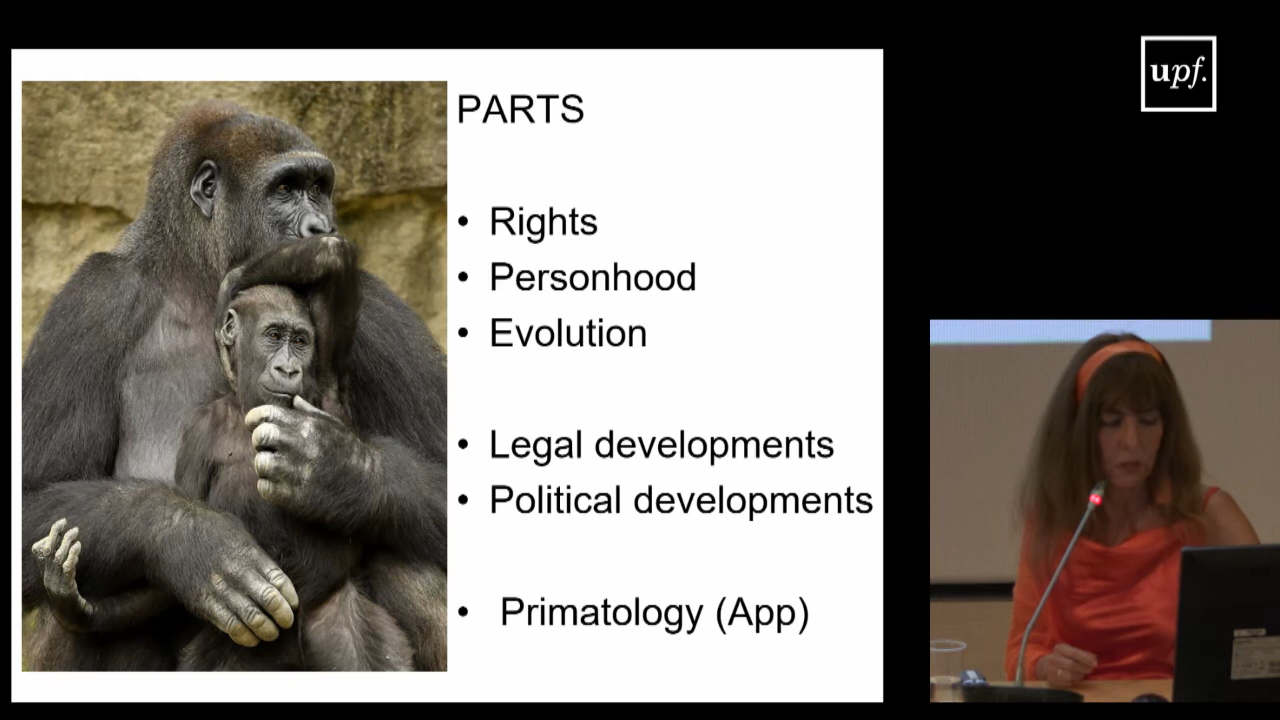 PARTS
• Rights
• Personhood
• Evolution
• Legal developments
• Political developments
• Primatology (App)
upf.